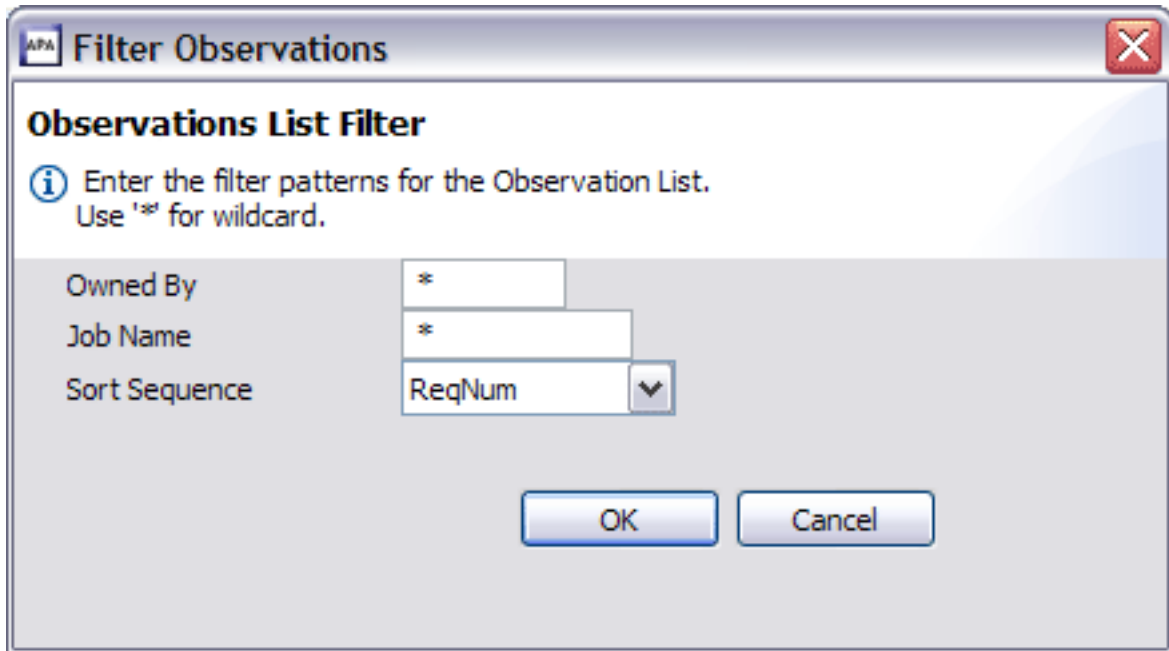 APA Filter Observations
Observations List Filter
Enter the filter patterns for the Observation List.
Use '*' for wildcard.
Owned By *
Job Name *
Sort Sequence ReqNum
OK Cancel